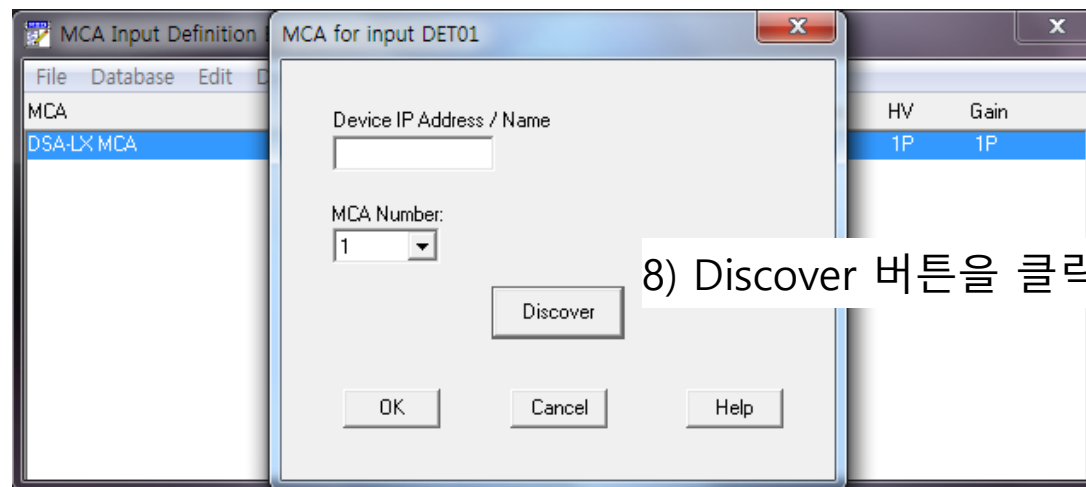 MCA Input Definition
MCA for input DET01
File Database Edit
MCA
HV Gain
DSA-LX MCA
1P 1P
Device IP Address / Name
MCA Number:
1
8) Discover 버튼을
Discover
OK Cancel Help